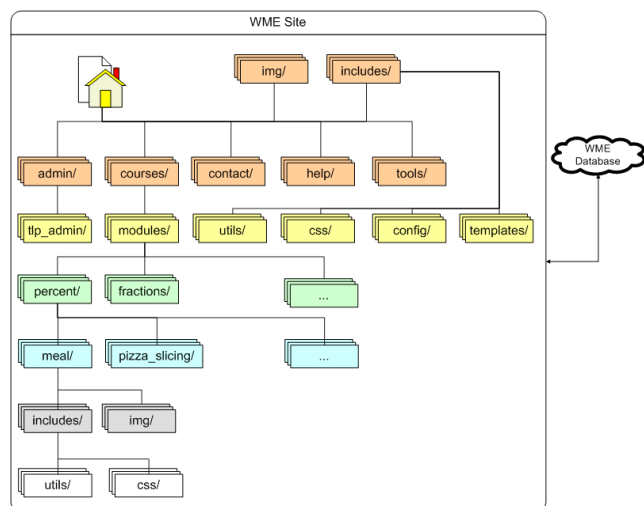 WME Site
img/
includes/
WME
Database
admin/
courses/
contact/
help/
tools/
tlp_admin/
modules/
utils/
css/
config/
templates/
percent/
fractions/
...
meal/
pizza_slicing/
...
includes/
img/
utils/
css/